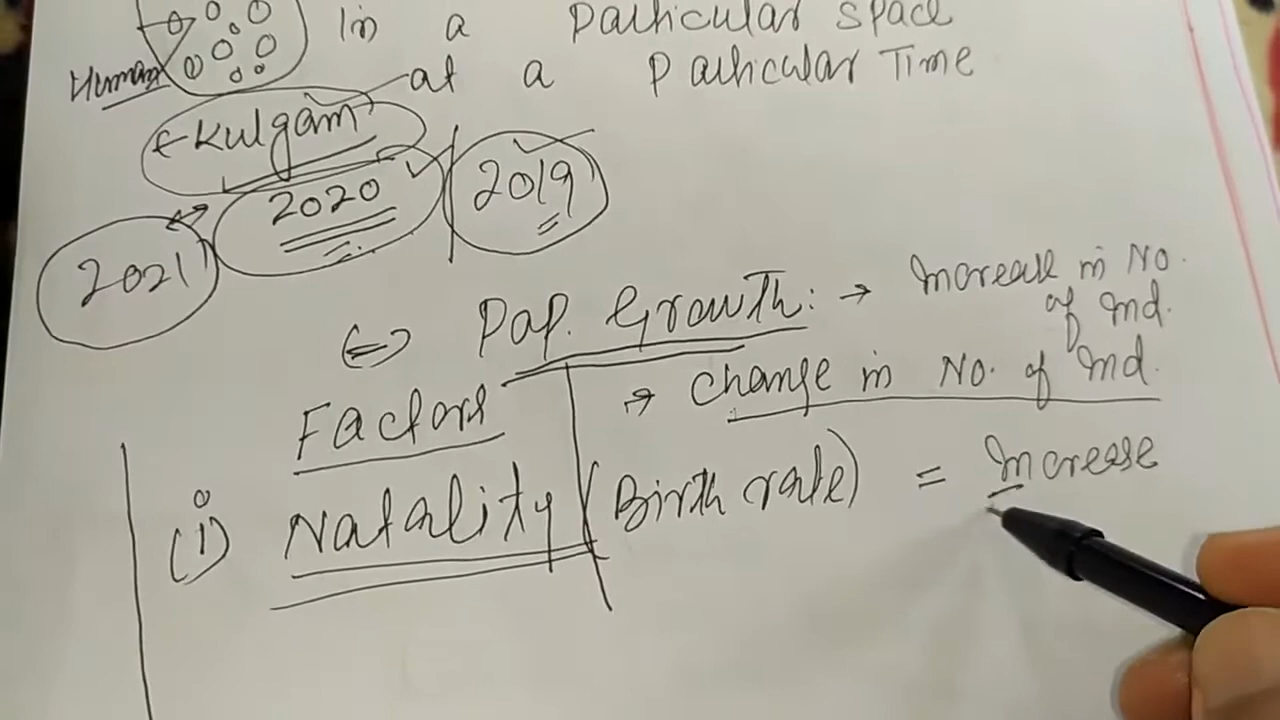 In a Particular space
Human at a Particular Time
Kulgam
2021 2020 2019
Pop. Growth: → Increase in No. of Ind.
Factors → Change in No. of Ind.
(i) Natality (Birth rate) = Increase